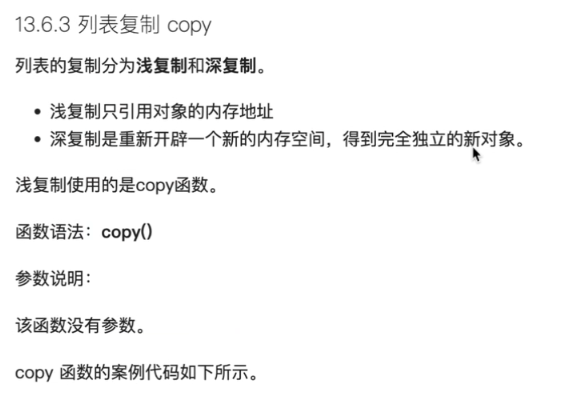 13.6.3 列表复制 copy
列表的复制分为浅复制和深复制。
• 浅复制只引用对象的内存地址
• 深复制是重新开辟一个新的内存空间，得到完全独立的新对象。
浅复制使用的是copy函数。
函数语法：copy()
参数说明：
该函数没有参数。
copy 函数的案例代码如下所示。